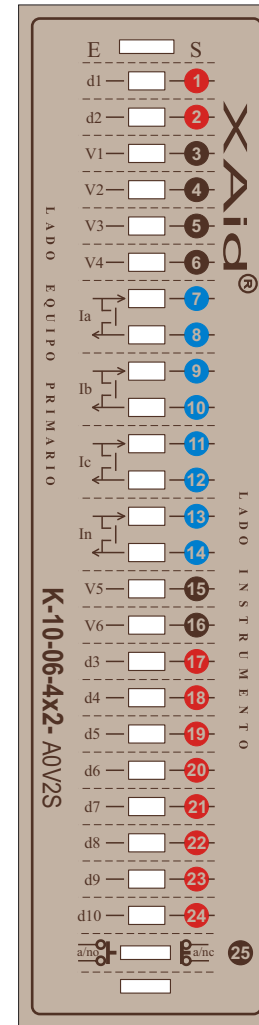 E S
d1 1
d2 2
V1 3
V2 4
V3 5
V4 6
Ia 7
8
Ib 9
10
Ic 11
12
In 13
14
V5 15
V6 16
d3 17
d4 18
d5 19
d6 20
d7 21
d8 22
d9 23
d10 24
a/no a/nc 25
XAid®
LADO EQUIPO PRIMARIO
LADO INSTRUMENTO
K-10-06-4x2- A0V2S